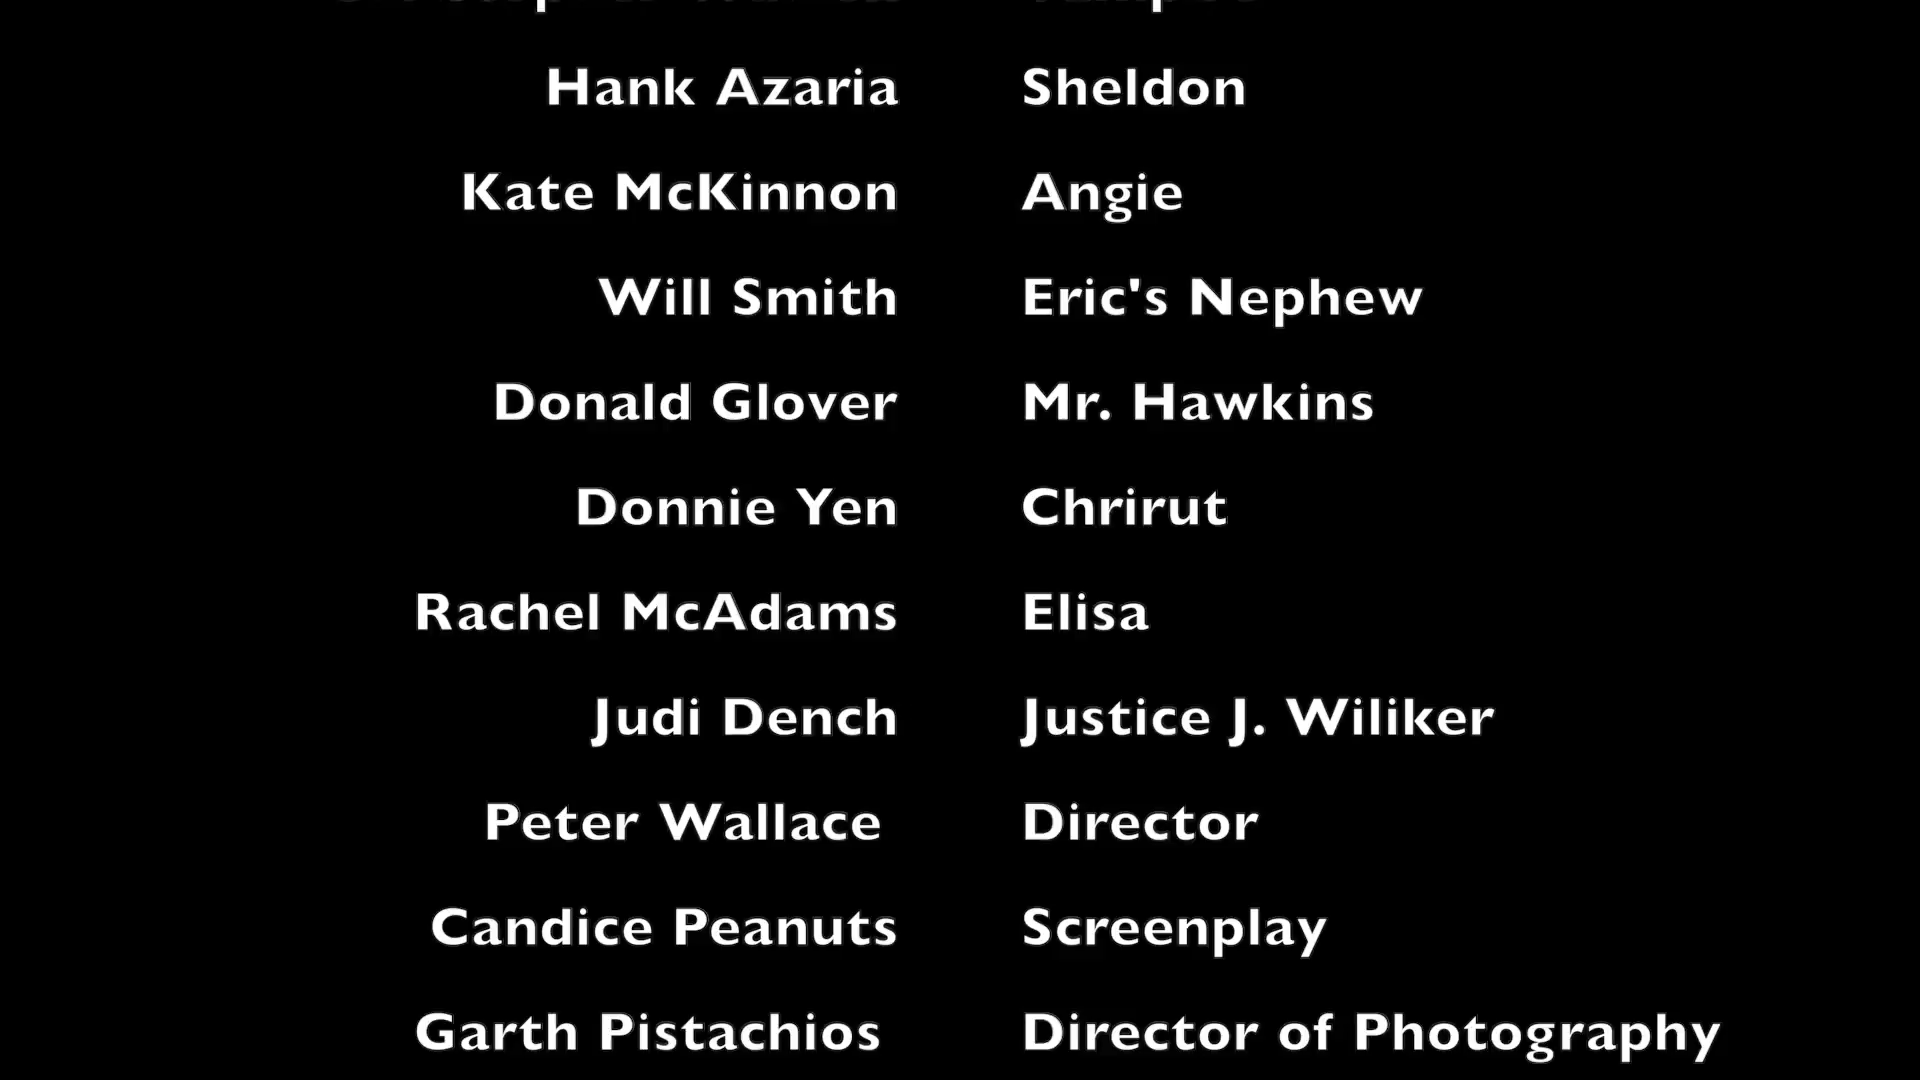 Hank Azaria Sheldon
Kate McKinnon Angie
Will Smith Eric's Nephew
Donald Glover Mr. Hawkins
Donnie Yen Chrirut
Rachel McAdams Elisa
Judi Dench Justice J. Wiliker
Peter Wallace Director
Candice Peanuts Screenplay
Garth Pistachios Director of Photography